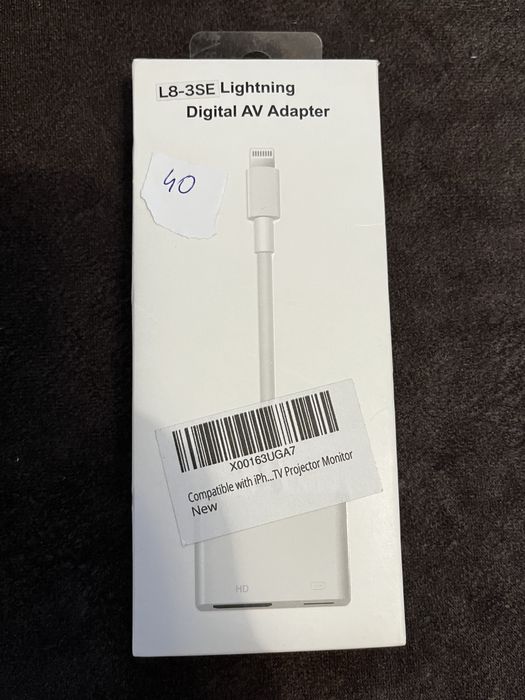 L8-3SE Lightning
Digital AV Adapter
40
X00163UGA7
Compatible with iPh...TV Projector Monitor
New
HD